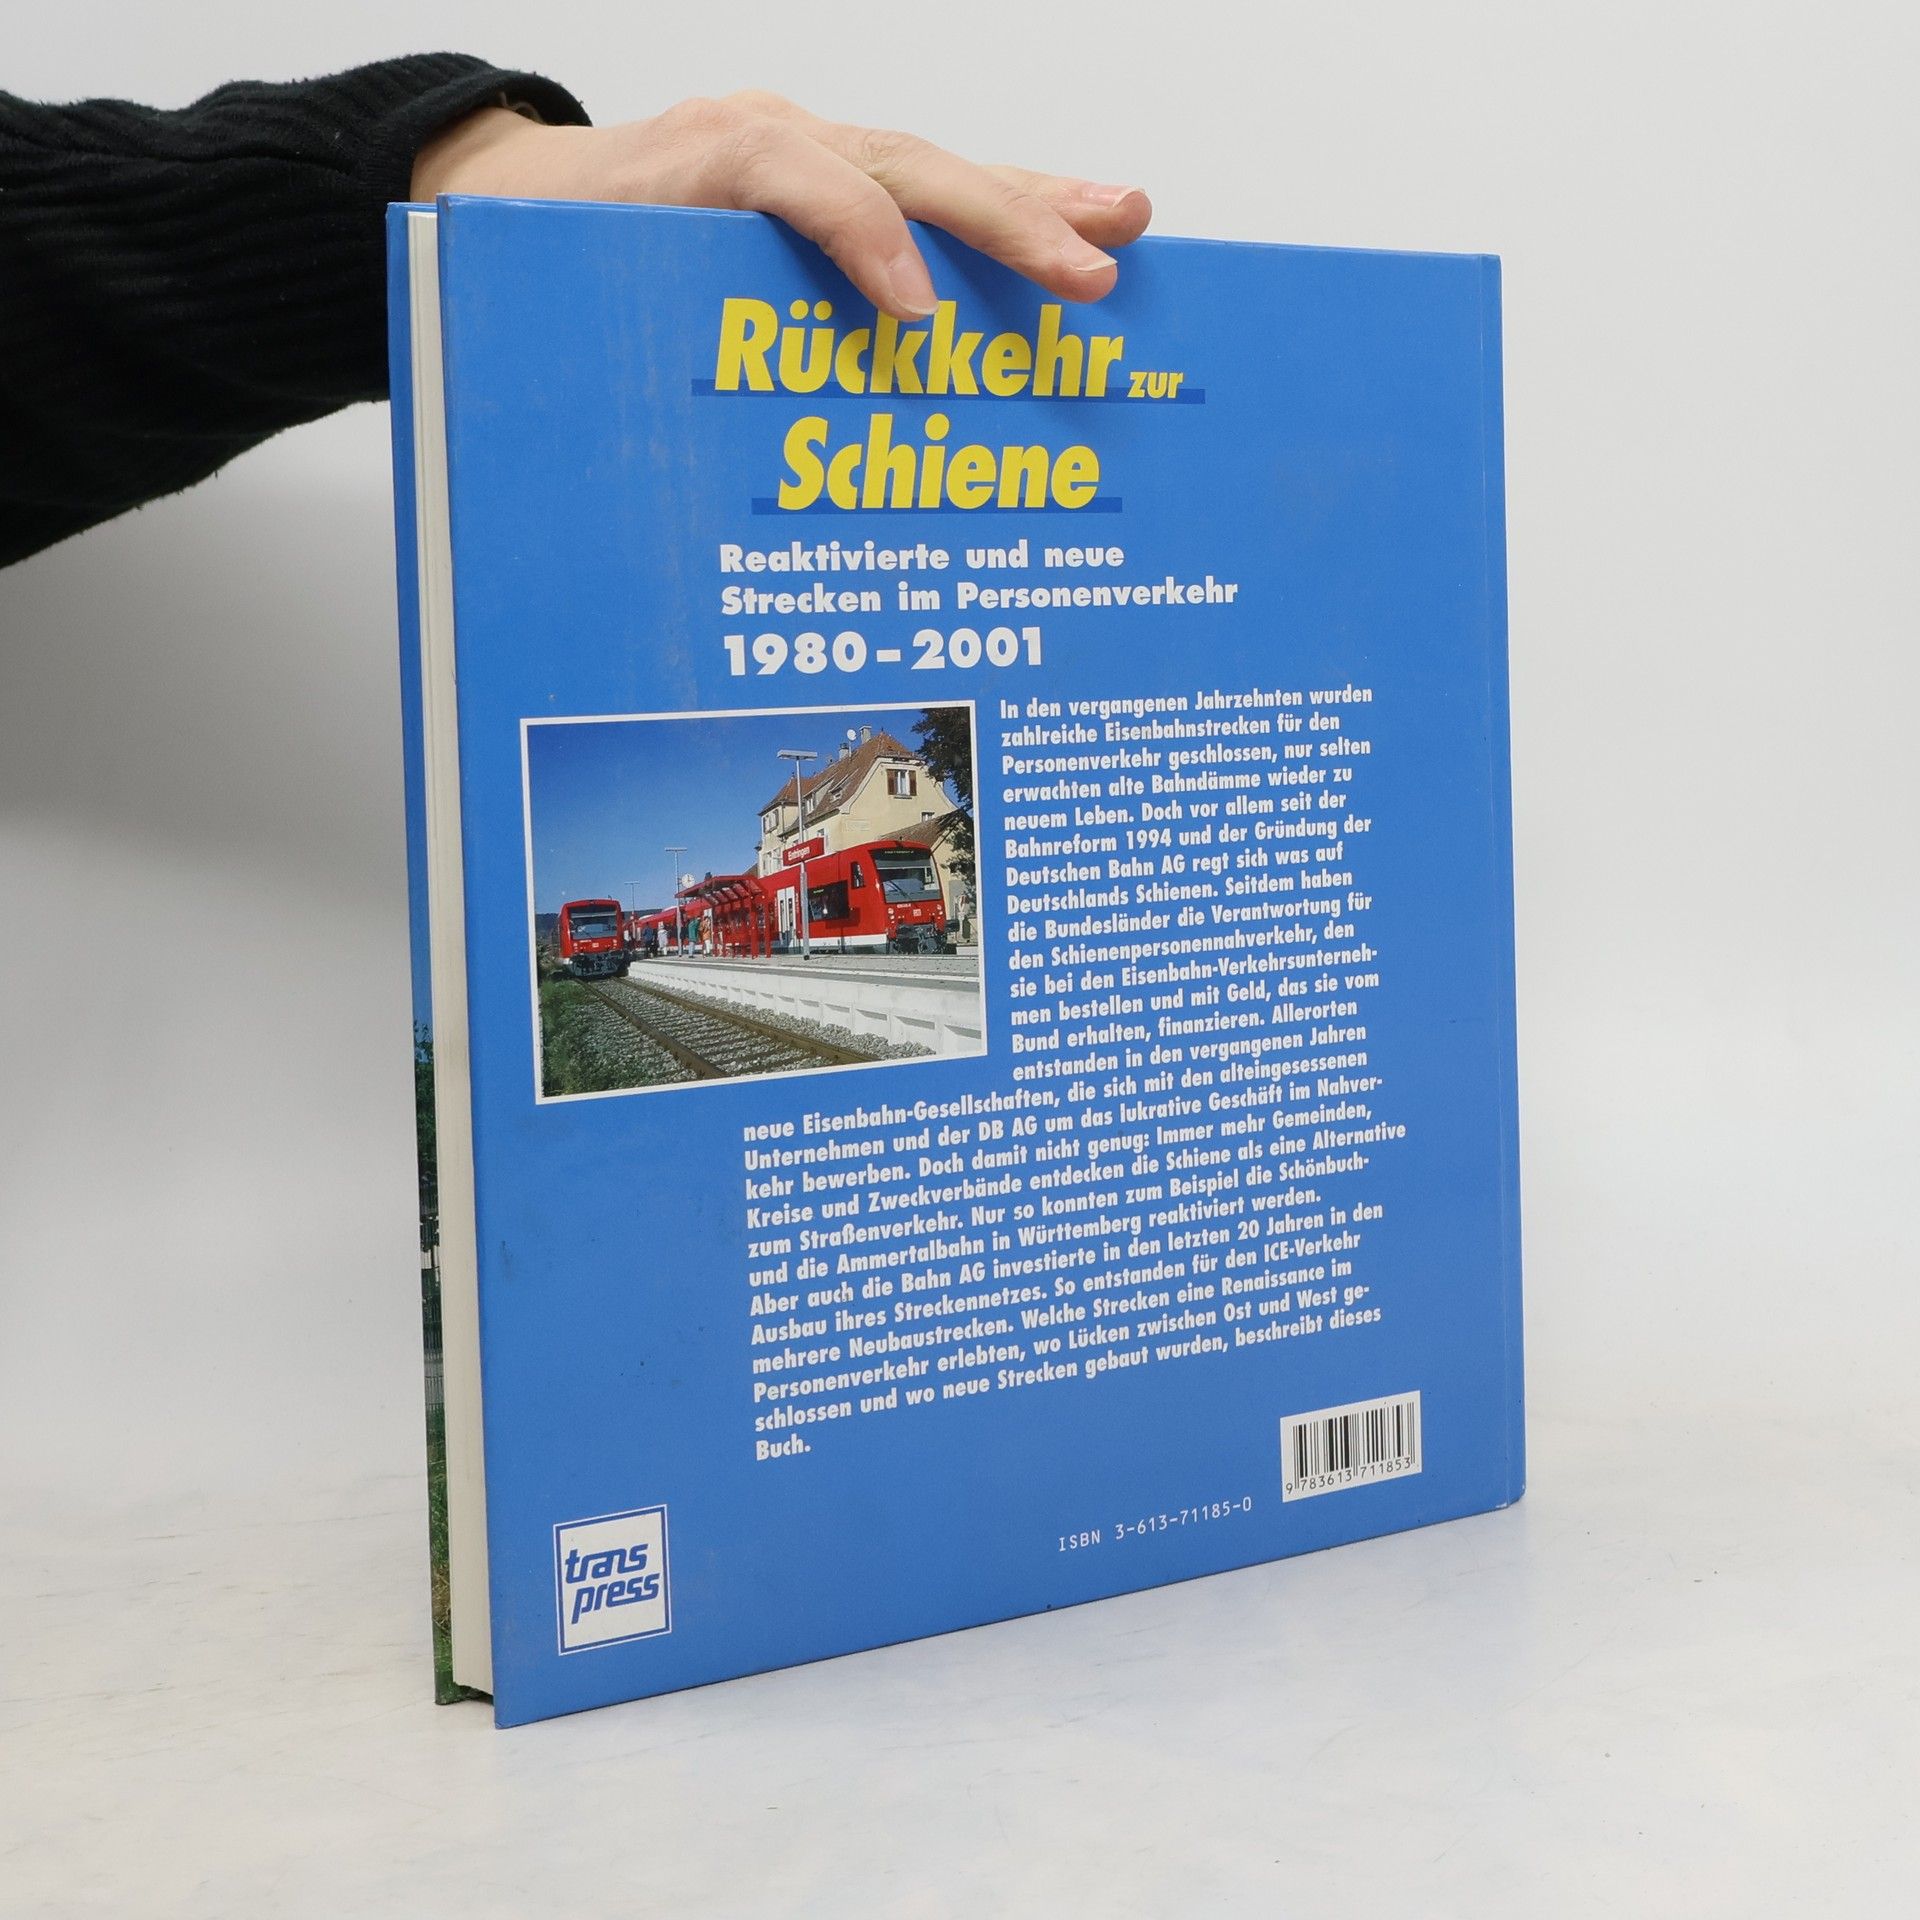 Rückkehr zur
Schiene
Reaktivierte und neue
Strecken im Personenverkehr
1980-2001
In den vergangenen Jahrzehnten wurden
zahlreiche Eisenbahnstrecken für den
Personenverkehr geschlossen, nur selten
erwachten alte Bahndämme wieder zu
neuem Leben. Doch vor allem seit der
Bahnreform 1994 und der Gründung der
Deutschen Bahn AG regt sich was auf
Deutschlands Schienen. Seitdem haben
die Bundesländer die Verantwortung für
den Schienenpersonennahverkehr, den
sie bei den Eisenbahn-Verkehrsunterneh-
men bestellen und mit Geld, das sie vom
Bund erhalten, finanzieren. Allerorten
entstanden in den vergangenen Jahren
neue Eisenbahn-Gesellschaften, die sich mit den alteingesessenen
Unternehmen und der DB AG um das lukrative Geschäft im Nahver-
kehr bewerben. Doch damit nicht genug: Immer mehr Gemeinden,
Kreise und Zweckverbände entdecken die Schiene als eine Alternative
zum Straßenverkehr. Nur so konnten zum Beispiel die Schönbuch-
und die Ammertalbahn in Württemberg reaktiviert werden.
Aber auch die Bahn AG investierte in den letzten 20 Jahren in den
Ausbau ihres Streckennetzes. So entstanden für den ICE-Verkehr
mehrere Neubaustrecken. Welche Strecken eine Renaissance im
Personenverkehr erlebten, wo Lücken zwischen Ost und West ge-
schlossen und wo neue Strecken gebaut wurden, beschreibt dieses
Buch.
Entringen
9 783613 711853
ISBN 3-613-71185-0
trans
press